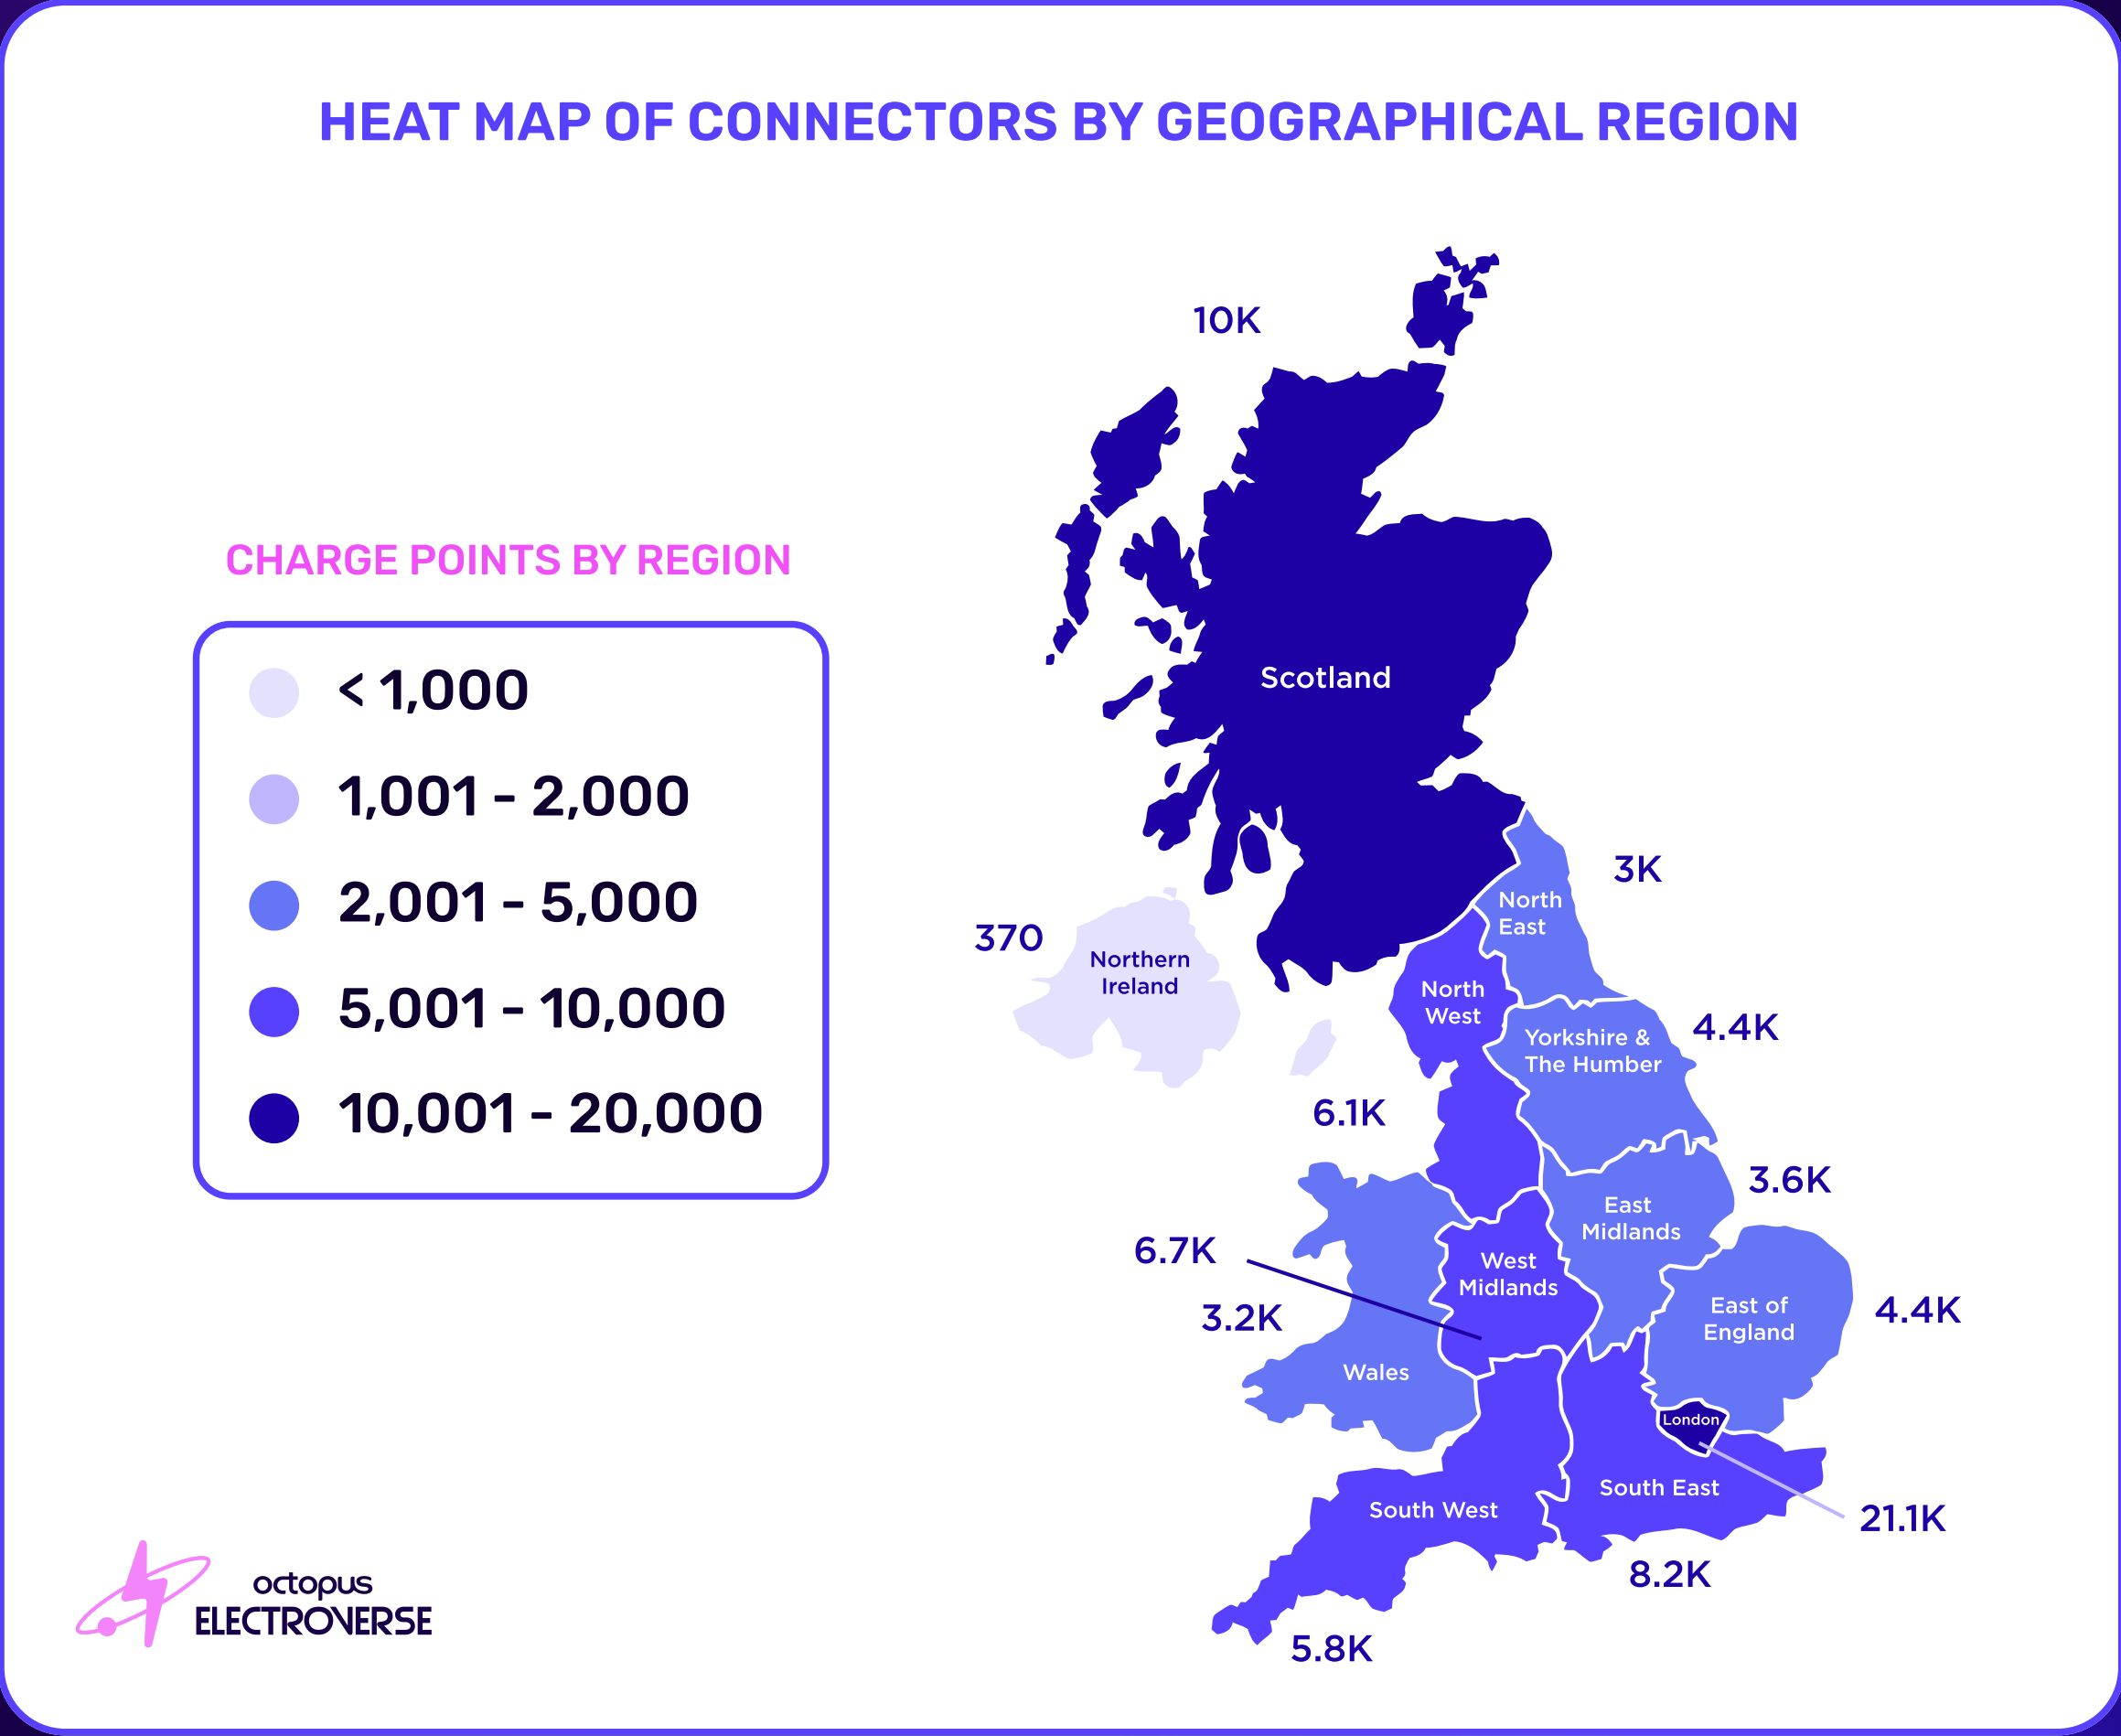 HEAT MAP OF CONNECTORS BY GEOGRAPHICAL REGION
CHARGE POINTS BY REGION
< 1,000
1,001 - 2,000
2,001 - 5,000
5,001 - 10,000
10,001 - 20,000
10K
Scotland
3K
North
East
370
Northern
Ireland
North
West
4.4K
Yorkshire &
The Humber
6.1K
3.6K
East
Midlands
6.7K
West
Midlands
3.2K
East of
England
4.4K
Wales
London
South East
South West
21.1K
8.2K
5.8K
octopus
ELECTROVERSE